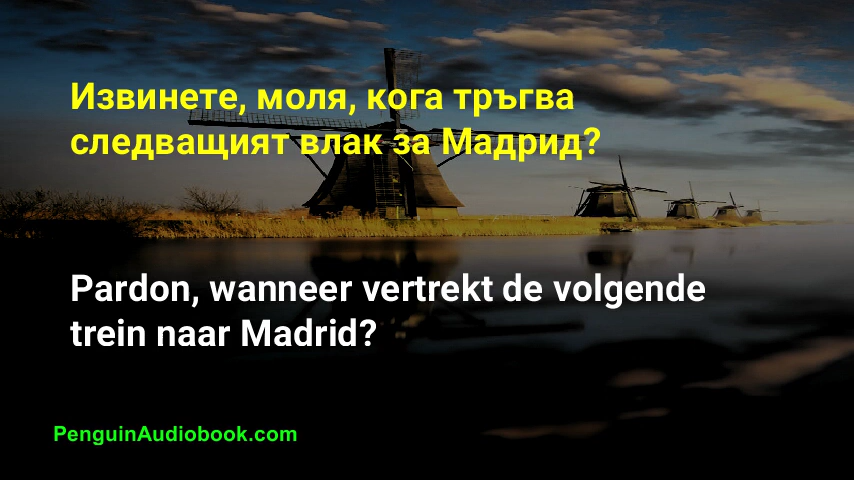 Извинете, моля, кога тръгва
следващият влак за Мадрид?
Pardon, wanneer vertrekt de volgende
trein naar Madrid?
PenguinAudiobook.com